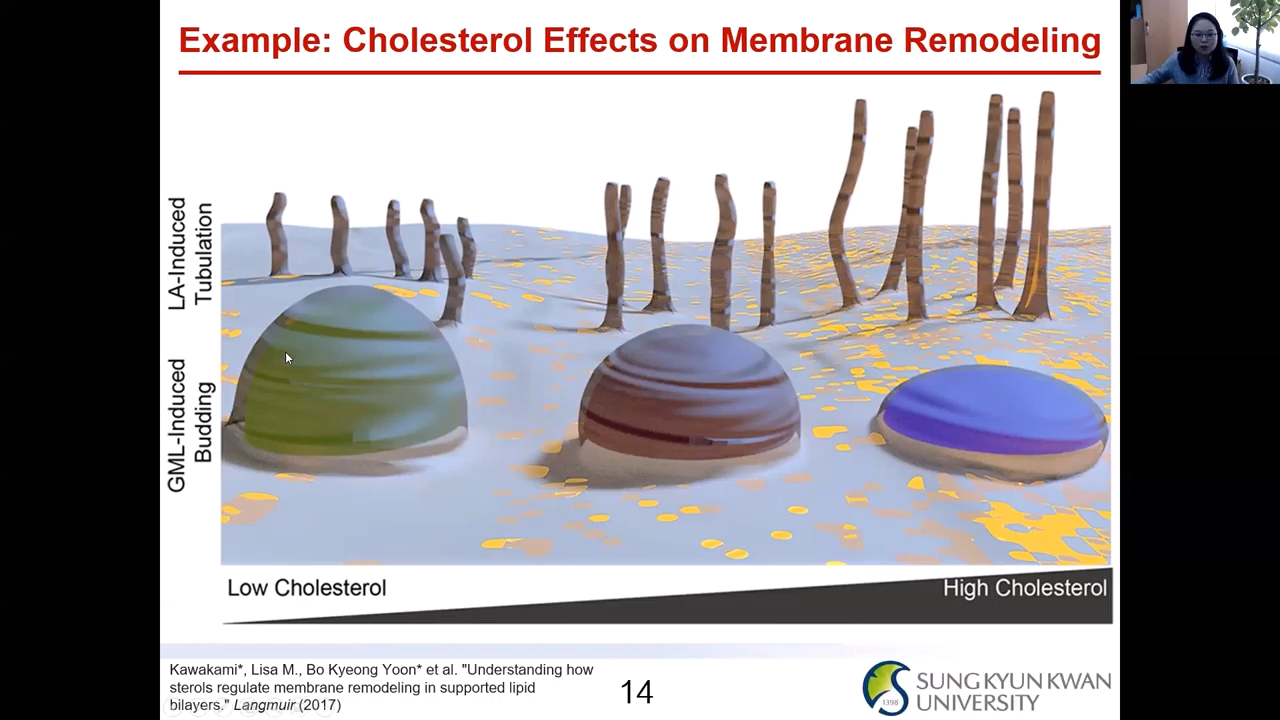 Example: Cholesterol Effects on Membrane Remodeling
LA-Induced
Tubulation
GML-Induced
Budding
Low Cholesterol
High Cholesterol
Kawakami*, Lisa M., Bo Kyeong Yoon* et al. "Understanding how
sterols regulate membrane remodeling in supported lipid
bilayers." Langmuir (2017)
14
1398
SUNG KYUN KWAN
UNIVERSITY